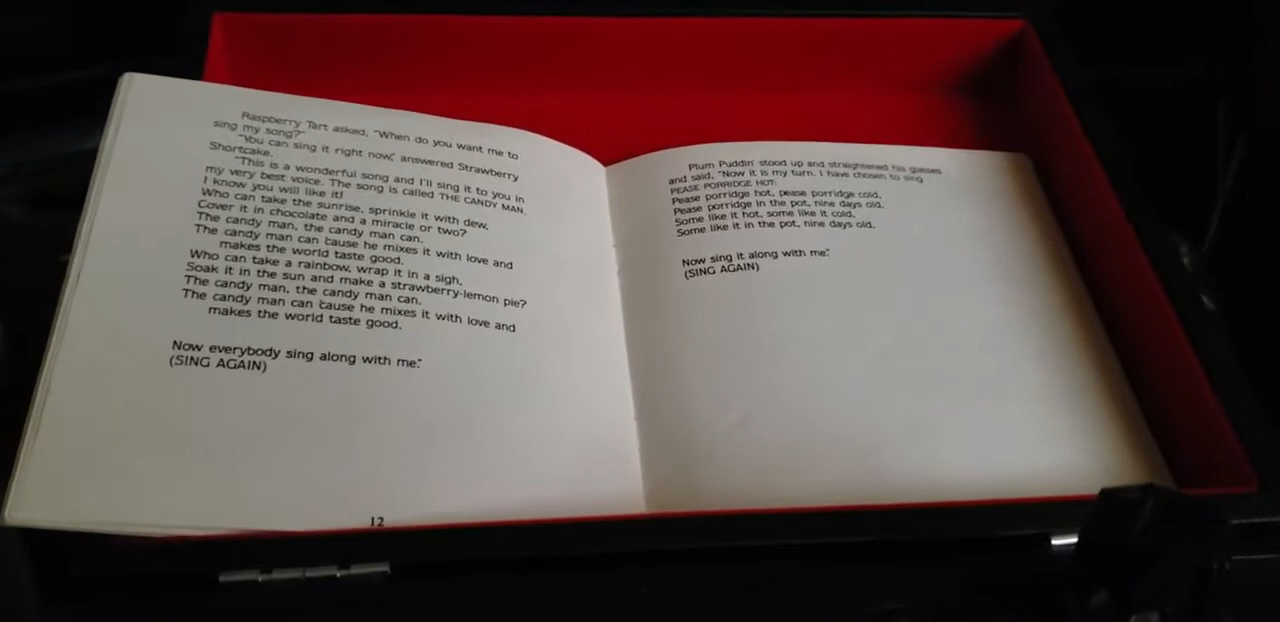 Raspberry Tart asked, "When do you want me to
sing my song?"
"You can sing it right now," answered Strawberry
Shortcake.
"This is a wonderful song and I'll sing it to you in
my very best voice. The song is called THE CANDY MAN.
I know you will like it!
Who can take the sunrise, sprinkle it with dew,
Cover it in chocolate and a miracle or two?
The candy man, the candy man can.
The candy man can 'cause he mixes it with love and
makes the world taste good.
Who can take a rainbow, wrap it in a sigh,
Soak it in the sun and make a strawberry-lemon pie?
The candy man, the candy man can.
The candy man can 'cause he mixes it with love and
makes the world taste good.
Now everybody sing along with me."
(SING AGAIN)
12
Plum Puddin' stood up and straightened his glasses
and said, "Now it is my turn. I have chosen to sing
PEASE PORRIDGE HOT:
Pease porridge hot, pease porridge cold,
Pease porridge in the pot, nine days old.
Some like it hot, some like it cold,
Some like it in the pot, nine days old.
Now sing it along with me."
(SING AGAIN)